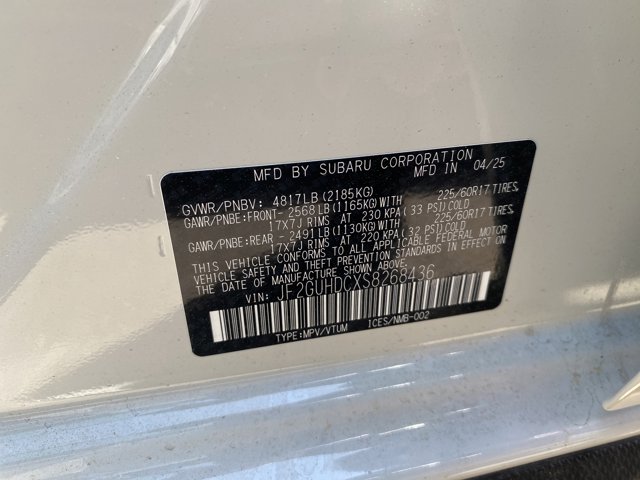 MFD BY SUBARU CORPORATION
MFD IN 04/25
GVWR/PNBV: 4817LB(2185KG)
GAWR/PNBE:FRONT- 2568LB(1165KG)WITH 225/60R17 TIRES,
17X7J RIMS AT 230 KPA( 33 PSI)COLD
GAWR/PNBE:REAR - 2491LB(1130KG)WITH 225/60R17 TIRES,
17X7J RIMS AT 220 KPA(32 PSI)COLD
THIS VEHICLE CONFORMS TO ALL APPLICABLE FEDERAL MOTOR
VEHICLE SAFETY AND THEFT PREVENTION STANDARDS IN
EFFECT ON THE DATE OF MANUFACTURE SHOWN ABOVE.
VIN: JF2GUHDCXS8268436
TYPE:MPV/VTUM ICES/NMB-002